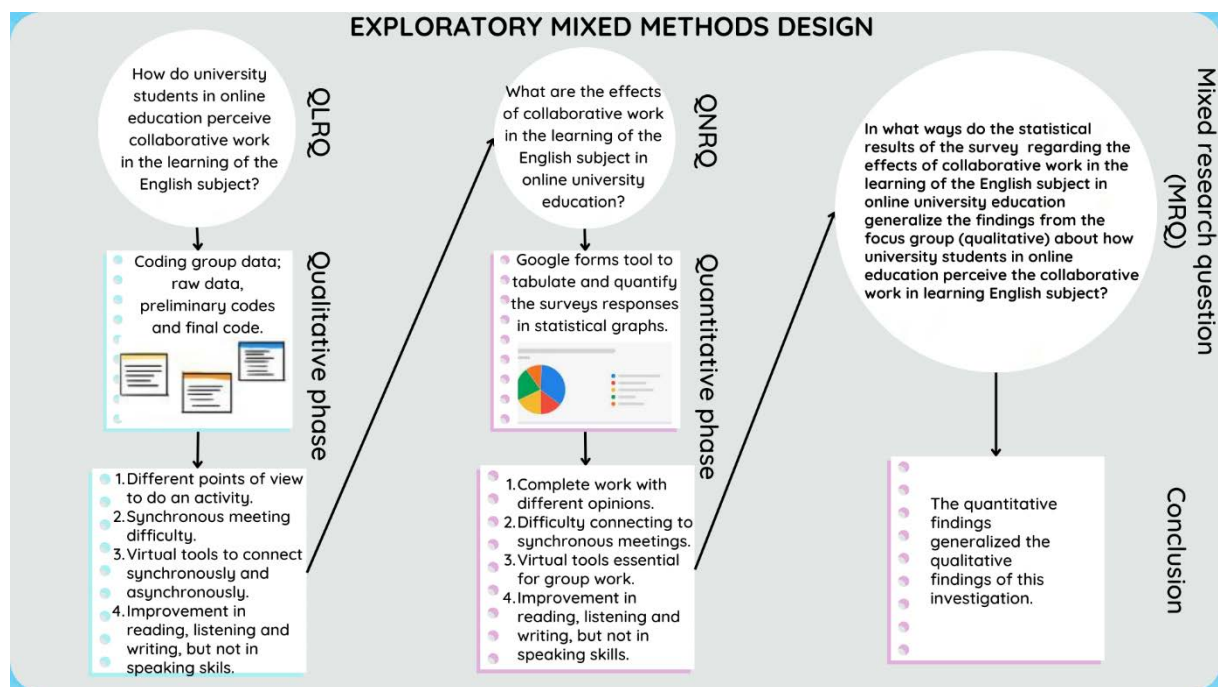 EXPLORATORY MIXED METHODS DESIGN
How do university
students in online
education perceive
collaborative work
in the learning of the
English subject?
QLRQ
Coding group data;
raw data,
preliminary codes
and final code.
Qualitative phase
1.Different points of view
to do an activity.
2.Synchronous meeting
difficulty.
3.Virtual tools to connect
synchronously and
asynchronously.
4.Improvement in
reading, listening and
writing, but not in
speaking skils.
What are the effects
of collaborative work
in the learning of the
English subject in
online university
education?
QNRQ
Google forms tool to
tabulate and quantify
the surveys responses
in statistical graphs.
Quantitative phase
1.Complete work with
different opinions.
2.Difficulty connecting to
synchronous meetings.
3.Virtual tools essential
for group work.
4.Improvement in
reading, listening and
writing, but not in
speaking skills.
In what ways do the statistical
results of the survey regarding the
effects of collaborative work in the
learning of the English subject in
online university education
generalize the findings from the
focus group (qualitative) about how
university students in online
education perceive the collaborative
work in learning English subject?
Mixed research question
(MRQ)
The quantitative
findings
generalized the
qualitative
findings of this
investigation.
Conclusion